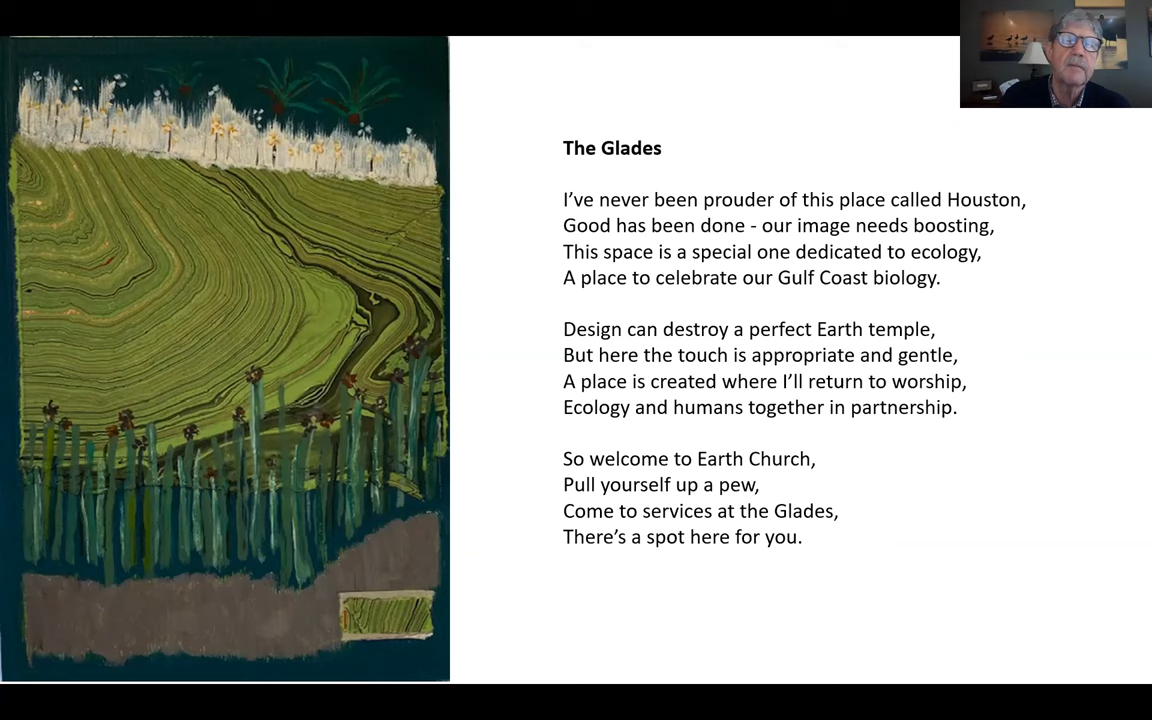 The Glades
I’ve never been prouder of this place called Houston,
Good has been done - our image needs boosting,
This space is a special one dedicated to ecology,
A place to celebrate our Gulf Coast biology.
Design can destroy a perfect Earth temple,
But here the touch is appropriate and gentle,
A place is created where I’ll return to worship,
Ecology and humans together in partnership.
So welcome to Earth Church,
Pull yourself up a pew,
Come to services at the Glades,
There’s a spot here for you.